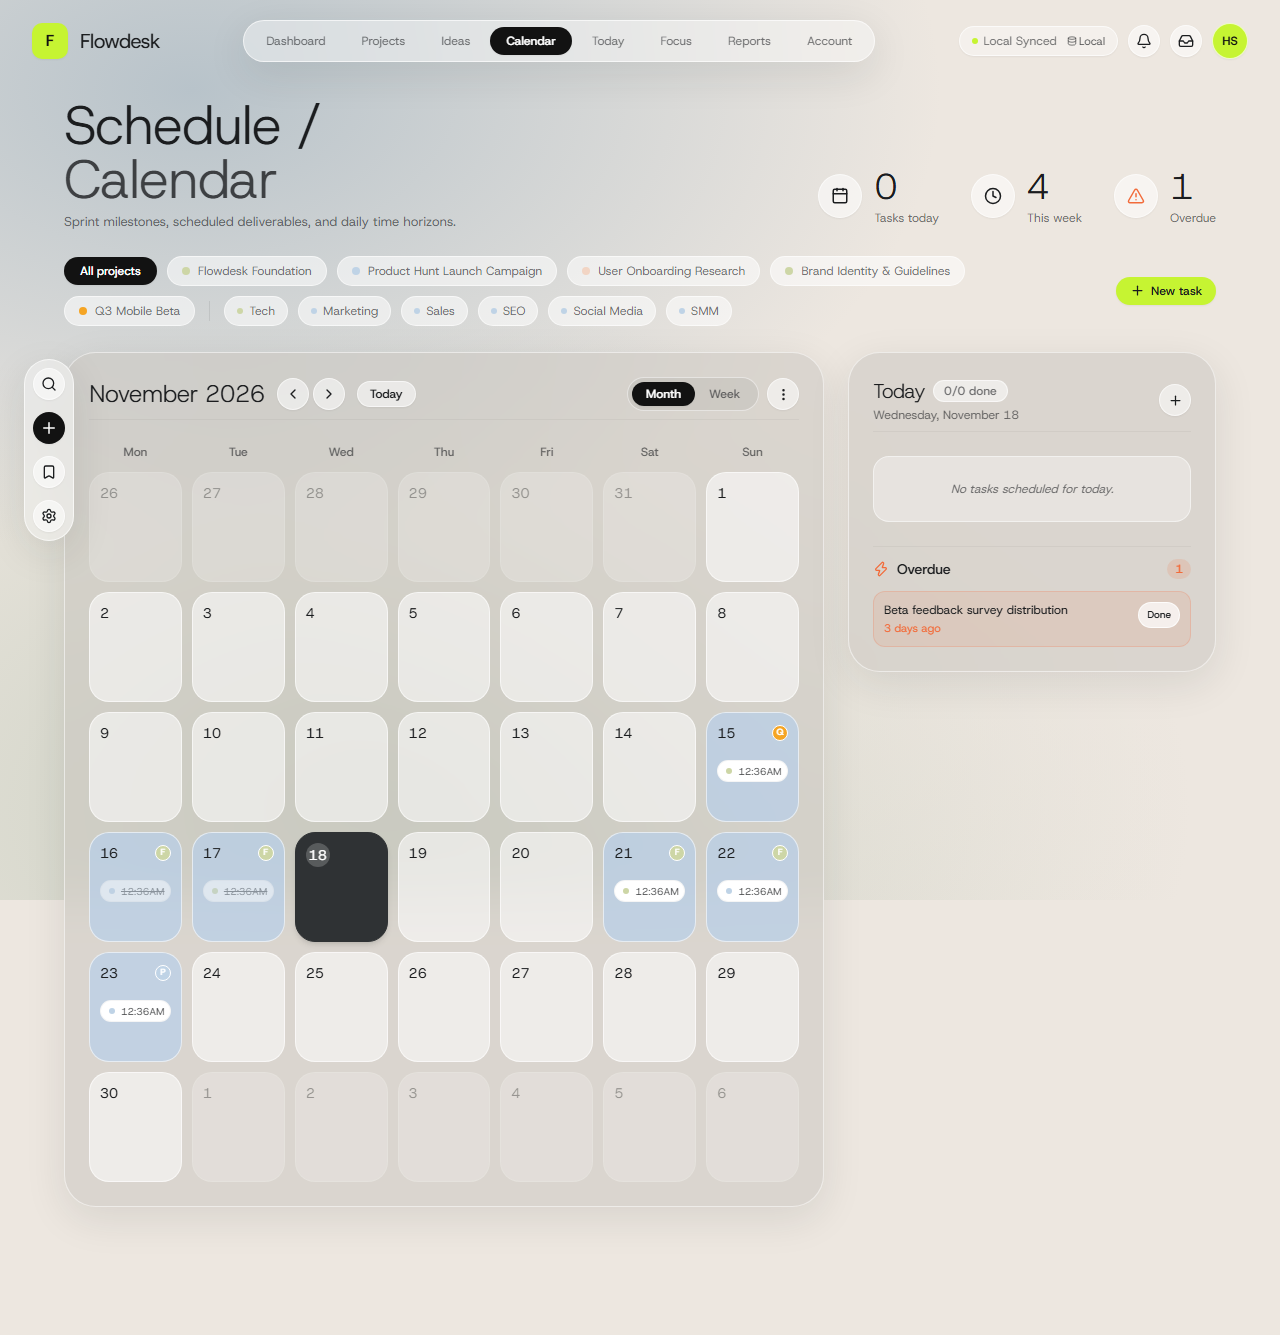 F Flowdesk
Dashboard Projects Ideas Calendar Today Focus Reports Account
Local Synced Local HS
Schedule /
Calendar
Sprint milestones, scheduled deliverables, and daily time horizons.
0 Tasks today
4 This week
1 Overdue
All projects Flowdesk Foundation Product Hunt Launch Campaign User Onboarding Research Brand Identity & Guidelines
Q3 Mobile Beta Tech Marketing Sales SEO Social Media SMM
New task
November 2026 Today Month Week
Mon Tue Wed Thu Fri Sat Sun
26 27 28 29 30 31 1
2 3 4 5 6 7 8
9 10 11 12 13 14 15 Q
12:36AM
16 F 17 F 18 19 20 21 F 22 F
12:36AM 12:36AM 12:36AM 12:36AM
23 P 24 25 26 27 28 29
12:36AM
30 1 2 3 4 5 6
Today 0/0 done
Wednesday, November 18
No tasks scheduled for today.
Overdue 1
Beta feedback survey distribution
3 days ago
Done